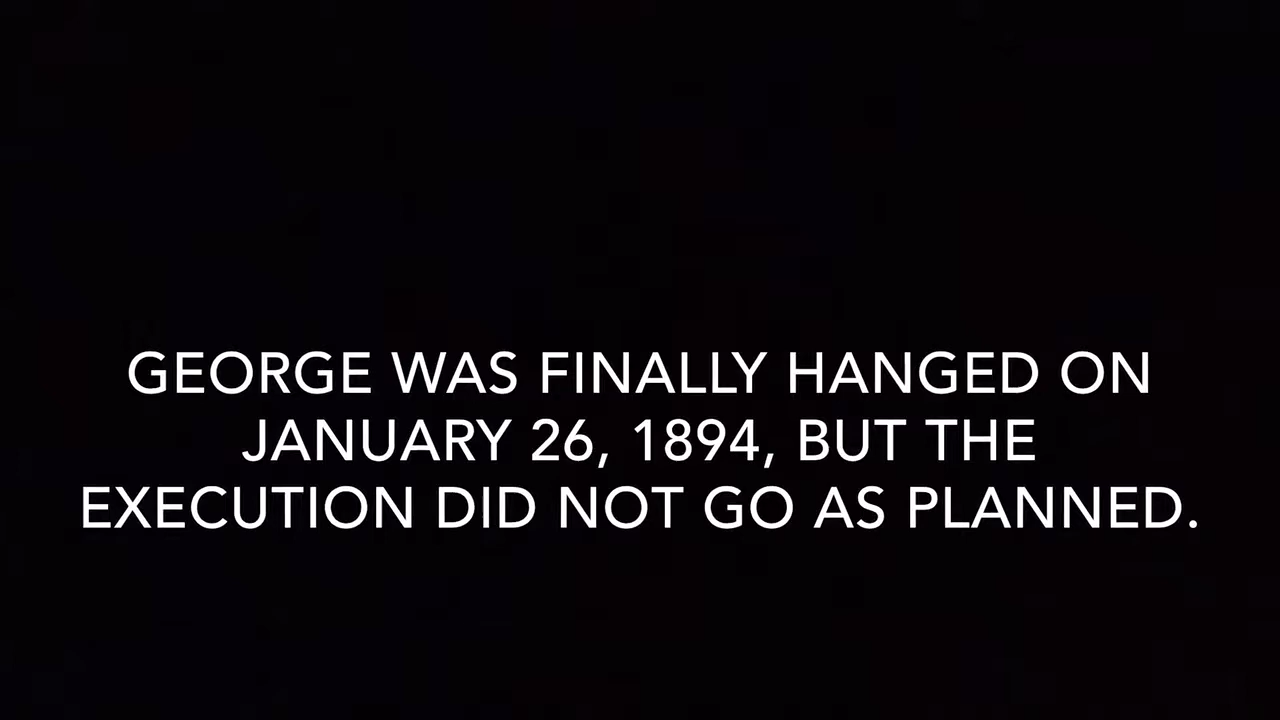 GEORGE WAS FINALLY HANGED ON
JANUARY 26, 1894, BUT THE
EXECUTION DID NOT GO AS PLANNED.